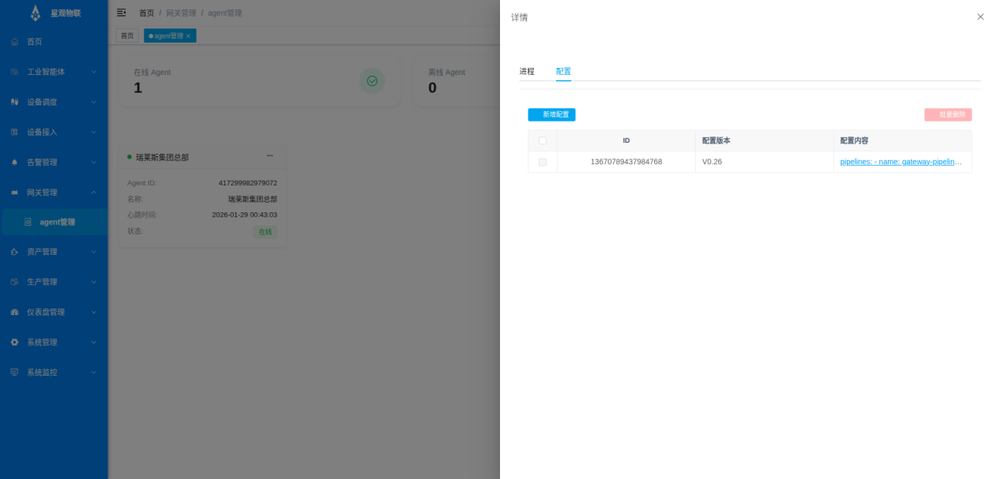 星观物联
首页
工业智能体
设备调度
设备接入
告警管理
网关管理
agent管理
资产管理
生产管理
仪表盘管理
系统管理
系统监控
首页 / 网关管理 / agent管理
首页 agent管理
在线 Agent
1
离线 Agent
0
瑞莱斯集团总部
Agent ID: 417299982979072
名称: 瑞莱斯集团总部
心跳时间: 2026-01-29 00:43:03
状态: 在线
详情
进程 配置
新增配置 批量删除
ID 配置版本 配置内容
13670789437984768 V0.26 pipelines: - name: gateway-pipelin…